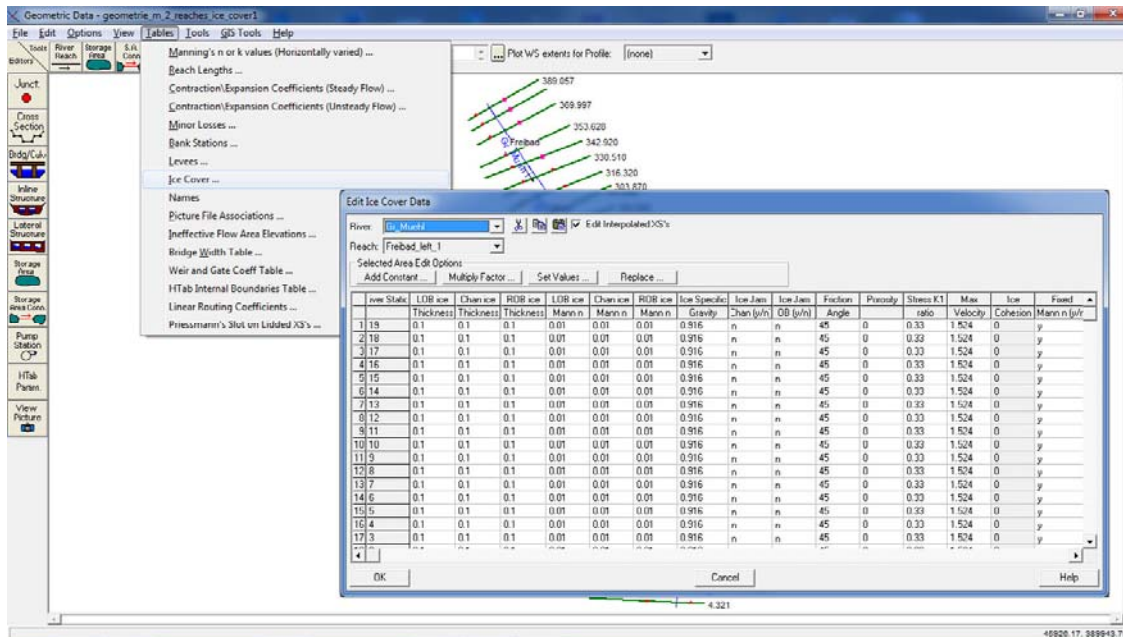 Geometric Data - geometrie_m_2_reaches_ice_cover1
File Edit Options View Tables Tools GIS Tools Help
Tools
Editors
River Reach
Storage Area
S.A. Conn
Plot WS extents for Profile: (none)
Junct.
Cross Section
Brdg/Culv
Inline Structure
Lateral Structure
Storage Area
Storage Area Conn.
Pump Station
HTab Param.
View Picture
Manning's n or k values (Horizontally varied) ...
Reach Lengths ...
Contraction\Expansion Coefficients (Steady Flow) ...
Contraction\Expansion Coefficients (Unsteady Flow) ...
Minor Losses ...
Bank Stations ...
Levees ...
Ice Cover ...
Names
Picture File Associations ...
Ineffective Flow Area Elevations ...
Bridge Width Table ...
Weir and Gate Coeff Table ...
HTab Internal Boundaries Table ...
Linear Routing Coefficients ...
Priessmann's Slot on Lidded XS's ...
389.057
369.997
353.628
342.920
330.510
316.320
303.870
Freibad
Edit Ice Cover Data
River: Gr_Muehl Edit Interpolated XS's
Reach: Freibad_left_1
Selected Area Edit Options
Add Constant ... Multiply Factor ... Set Values ... Replace ...
iver Static LOB ice Chan ice ROB ice LOB ice Chan ice ROB ice Ice Specific Ice Jam Ice Jam Friction Porosity Stress K1 Max Ice Fixed
Thickness Thickness Thickness Mann n Mann n Mann n Gravity Chan (y/n) OB (y/n) Angle ratio Velocity Cohesion Mann n (y/r
1 19 0.1 0.1 0.1 0.01 0.01 0.01 0.916 n n 45 0 0.33 1.524 0 y
2 18 0.1 0.1 0.1 0.01 0.01 0.01 0.916 n n 45 0 0.33 1.524 0 y
3 17 0.1 0.1 0.1 0.01 0.01 0.01 0.916 n n 45 0 0.33 1.524 0 y
4 16 0.1 0.1 0.1 0.01 0.01 0.01 0.916 n n 45 0 0.33 1.524 0 y
5 15 0.1 0.1 0.1 0.01 0.01 0.01 0.916 n n 45 0 0.33 1.524 0 y
6 14 0.1 0.1 0.1 0.01 0.01 0.01 0.916 n n 45 0 0.33 1.524 0 y
7 13 0.1 0.1 0.1 0.01 0.01 0.01 0.916 n n 45 0 0.33 1.524 0 y
8 12 0.1 0.1 0.1 0.01 0.01 0.01 0.916 n n 45 0 0.33 1.524 0 y
9 11 0.1 0.1 0.1 0.01 0.01 0.01 0.916 n n 45 0 0.33 1.524 0 y
10 10 0.1 0.1 0.1 0.01 0.01 0.01 0.916 n n 45 0 0.33 1.524 0 y
11 9 0.1 0.1 0.1 0.01 0.01 0.01 0.916 n n 45 0 0.33 1.524 0 y
12 8 0.1 0.1 0.1 0.01 0.01 0.01 0.916 n n 45 0 0.33 1.524 0 y
13 7 0.1 0.1 0.1 0.01 0.01 0.01 0.916 n n 45 0 0.33 1.524 0 y
14 6 0.1 0.1 0.1 0.01 0.01 0.01 0.916 n n 45 0 0.33 1.524 0 y
15 5 0.1 0.1 0.1 0.01 0.01 0.01 0.916 n n 45 0 0.33 1.524 0 y
16 4 0.1 0.1 0.1 0.01 0.01 0.01 0.916 n n 45 0 0.33 1.524 0 y
17 3 0.1 0.1 0.1 0.01 0.01 0.01 0.916 n n 45 0 0.33 1.524 0 y
OK Cancel Help
4.321